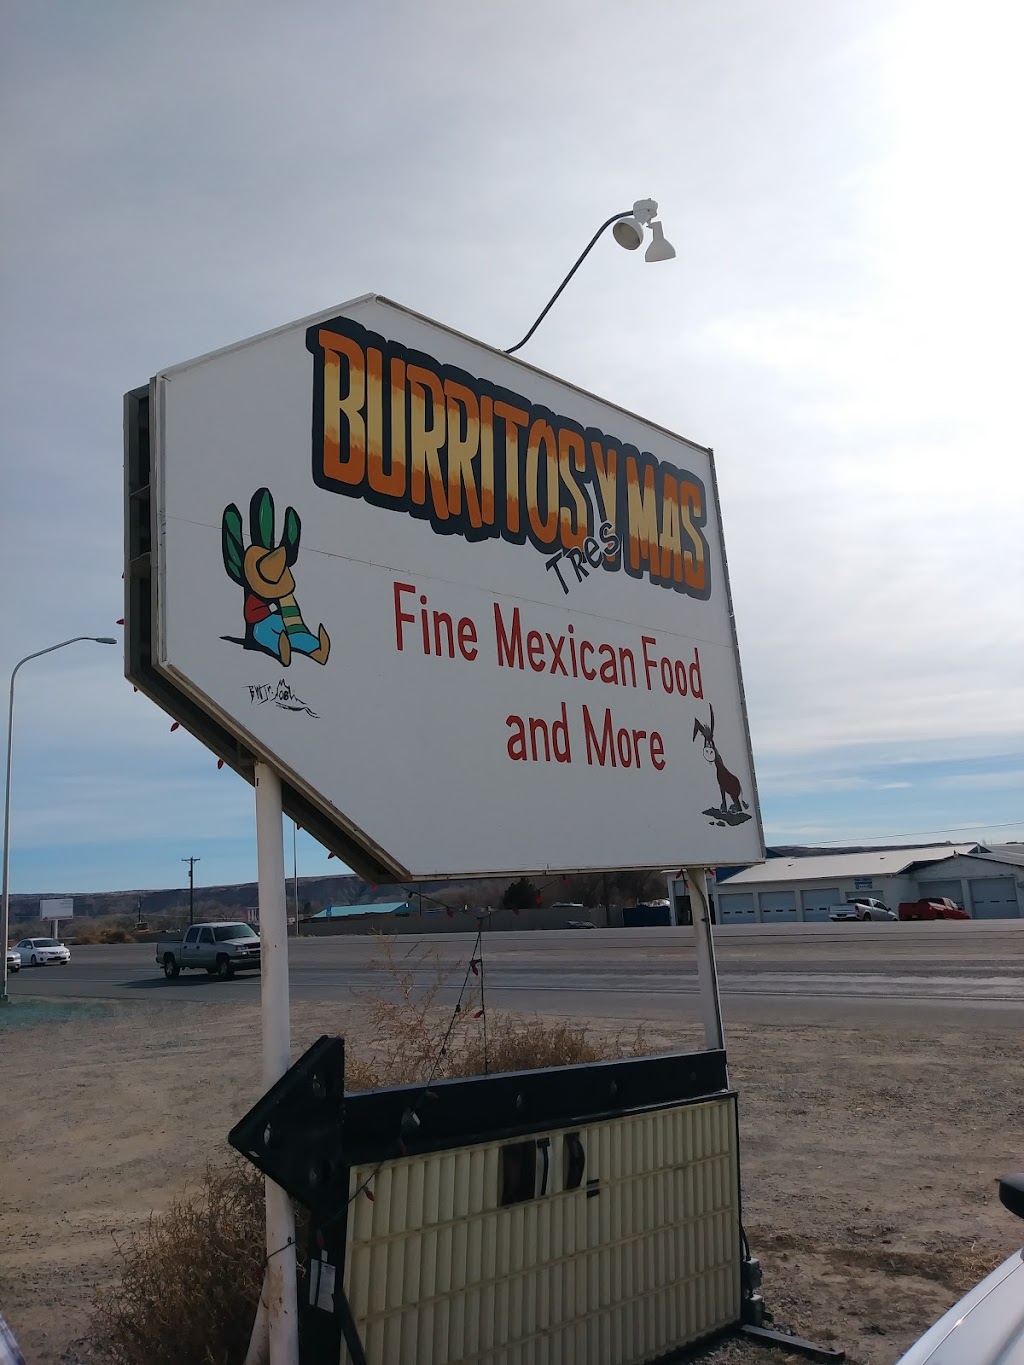 BURRITOS Y MAS
Tres
Fine Mexican Food
and More